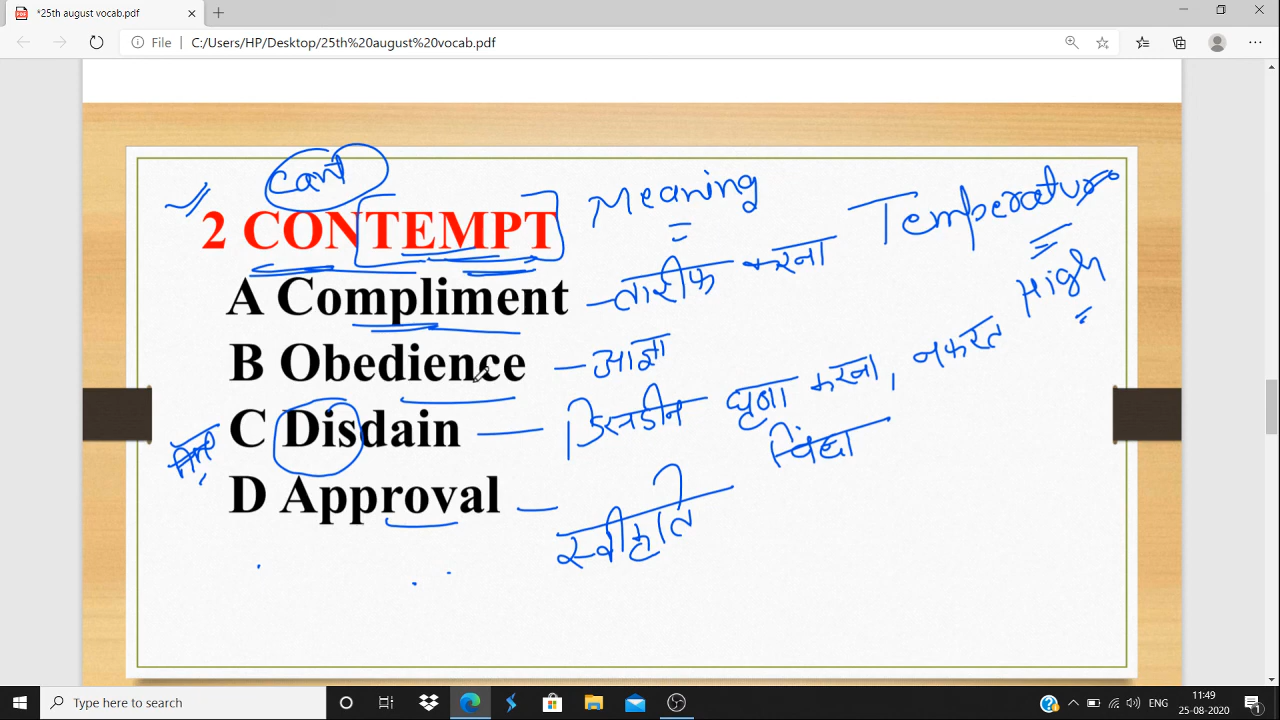 *25th august vocab.pdf
File C:/Users/HP/Desktop/25th%20august%20vocab.pdf
Cant
2 CONTEMPT Meaning Temperature
High
A Compliment – तारीफ करना
B Obedience – आज्ञा
C Disdain – डिसडेन घृणा करना, नफरत
D Approval – स्वीकृति
Type here to search
ENG 11:49
25-08-2020